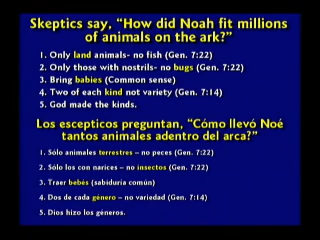 Skeptics say, "How did Noah fit millions
of animals on the ark?"
1. Only land animals- no fish (Gen. 7:22)
2. Only those with nostrils- no bugs (Gen. 7:22)
3. Bring babies (Common sense)
4. Two of each kind not variety (Gen. 7:14)
5. God made the kinds.
Los escepticos preguntan, "Cómo llevó Noé
tantos animales adentro del arca?"
1. Sólo animales terrestres – no peces (Gen. 7:22)
2. Sólo los con narices – no insectos (Gen. 7:22)
3. Traer bebés (sabiduría común)
4. Dos de cada género – no variedad (Gen. 7:14)
5. Dios hizo los géneros.